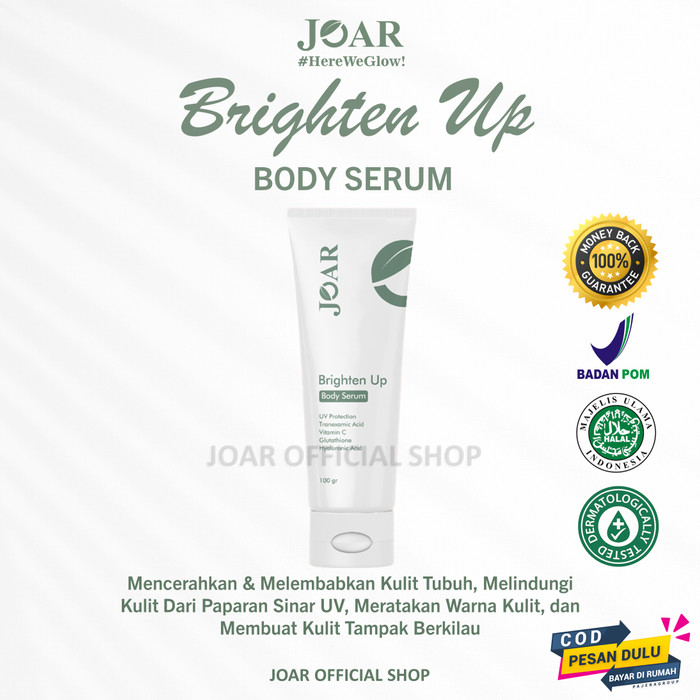 JOAR
#HereWeGlow!
Brighten Up
BODY SERUM
JOAR
Brighten Up
Body Serum
UV Protection
Tranexamic Acid
Vitamin C
Glutathione
Hyaluronic Acid
100 gr
JOAR OFFICIAL SHOP
MONEY BACK
100%
GUARANTEE
BADAN POM
MAJELIS ULAMA
حلال
HALAL
INDONESIA
DERMATOLOGICALLY
TESTED
Mencerahkan & Melembabkan Kulit Tubuh, Melindungi
Kulit Dari Paparan Sinar UV, Meratakan Warna Kulit, dan
Membuat Kulit Tampak Berkilau
COD
PESAN DULU
BAYAR DI RUMAH
PAJERAGROUP
JOAR OFFICIAL SHOP